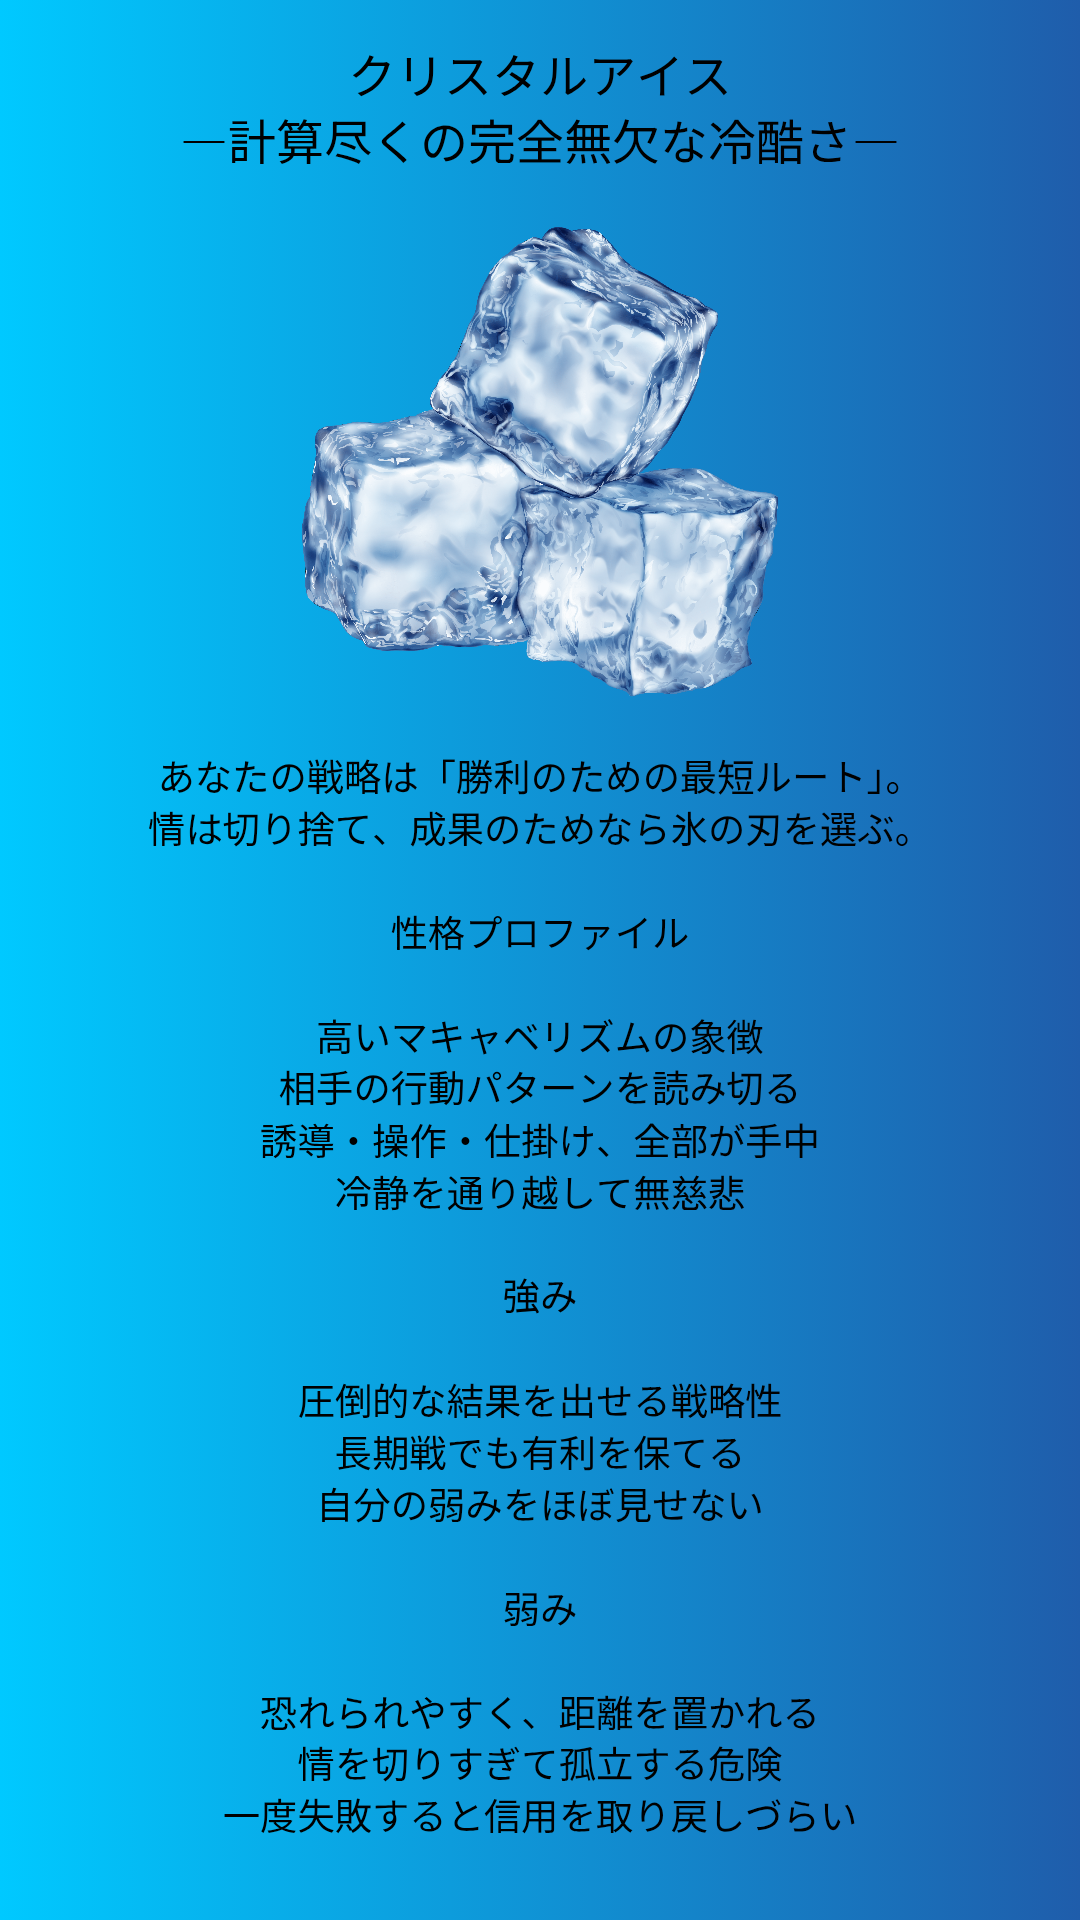 クリスタルアイス
―計算尽くの完全無欠な冷酷さ―
あなたの戦略は「勝利のための最短ルート」。
情は切り捨て、成果のためなら氷の刃を選ぶ。
性格プロファイル
高いマキャベリズムの象徴
相手の行動パターンを読み切る
誘導・操作・仕掛け、全部が手中
冷静を通り越して無慈悲
強み
圧倒的な結果を出せる戦略性
長期戦でも有利を保てる
自分の弱みをほぼ見せない
弱み
恐れられやすく、距離を置かれる
情を切りすぎて孤立する危険
一度失敗すると信用を取り戻しづらい